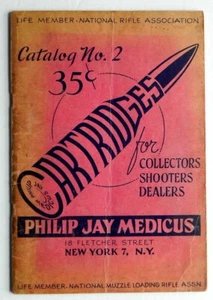 LIFE MEMBER-NATIONAL RIFLE ASSOCIATION
Catalog No. 2
35¢
CARTRIDGES
for
COLLECTORS
SHOOTERS
DEALERS
PHILIP JAY MEDICUS
18 FLETCHER STREET
NEW YORK 7, N.Y.
LIFE MEMBER, NATIONAL MUZZLE LOADING RIFLE ASSN.